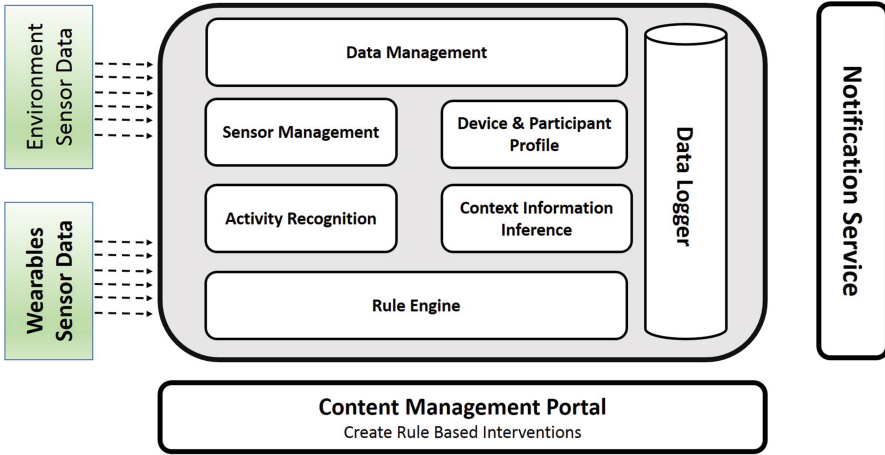 Environment
Sensor Data
Wearables
Sensor Data
Data Management
Sensor Management
Device & Participant
Profile
Activity Recognition
Context Information
Inference
Rule Engine
Data Logger
Notification Service
Content Management Portal
Create Rule Based Interventions